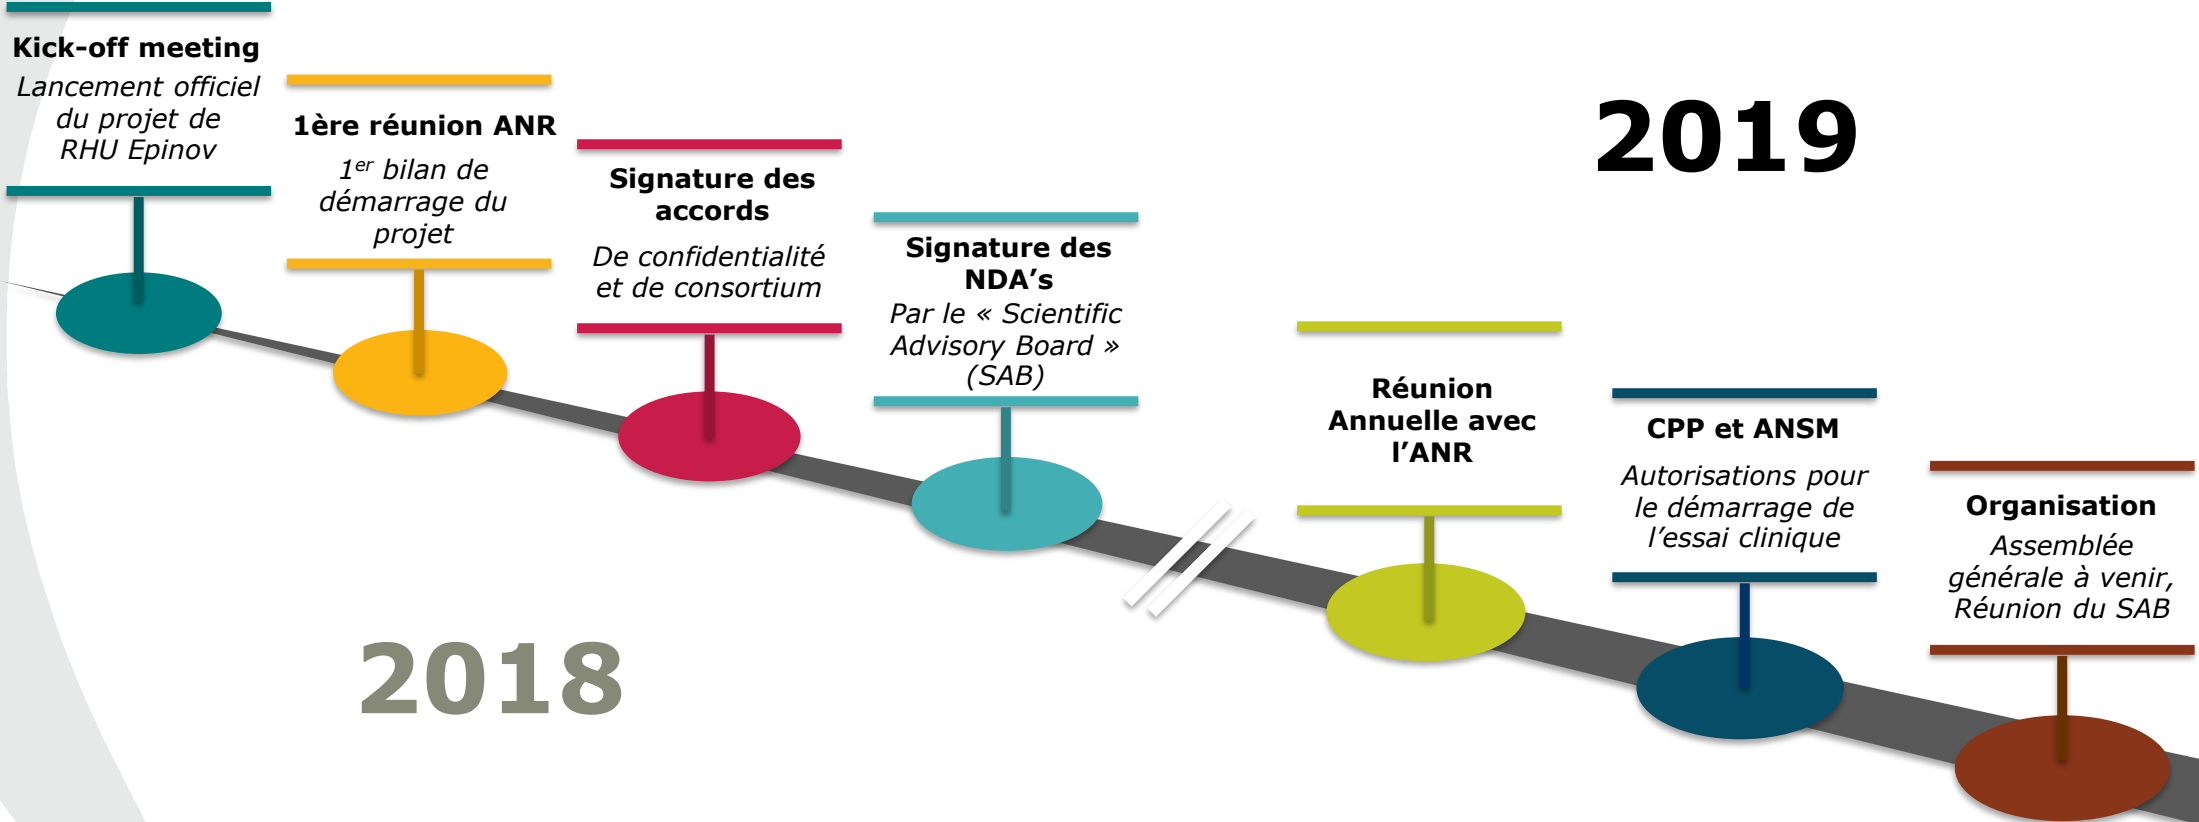 Kick-off meeting
Lancement officiel
du projet de
RHU Epinov
1ère réunion ANR
1er bilan de
démarrage du
projet
Signature des
accords
De confidentialité
et de consortium
Signature des
NDA’s
Par le « Scientific
Advisory Board »
(SAB)
2018
2019
Réunion
Annuelle avec
l’ANR
CPP et ANSM
Autorisations pour
le démarrage de
l’essai clinique
Organisation
Assemblée
générale à venir,
Réunion du SAB